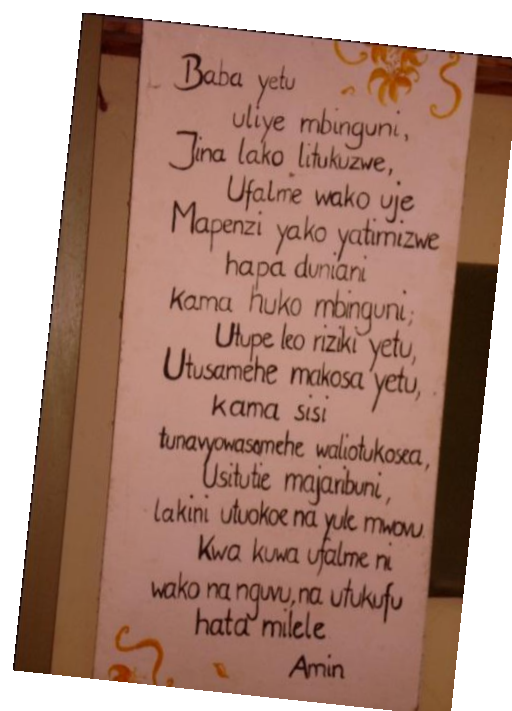 Baba yetu
uliye mbinguni,
Jina lako litukuzwe,
Ufalme wako uje
Mapenzi yako yatimizwe
hapa duniani
kama huko mbinguni;
Utupe leo riziki yetu,
Utusamehe makosa yetu,
kama sisi
tunavyowasamehe waliotukosea,
Usitutie majaribuni,
lakini utuokoe na yule mwovu.
Kwa kuwa ufalme ni
wako na nguvu, na utukufu
hata milele
Amin